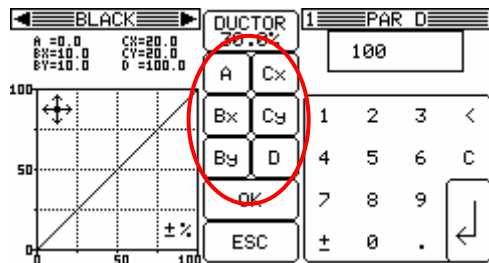 BLACK
A =0.0 CX=20.0
BX=10.0 CY=20.0
BY=10.0 D =100.0
100
50
0
50 100
±%
DUCTOR
70.0%
A Cx
Bx Cy
By D
OK
ESC
1 PAR D
100
1 2 3 <
4 5 6 C
7 8 9
± 0 .